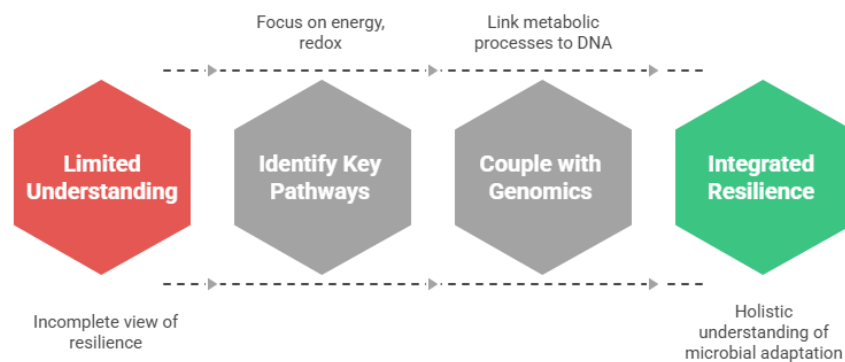 Focus on energy,
redox
Link metabolic
processes to DNA
Limited
Understanding
Identify Key
Pathways
Couple with
Genomics
Integrated
Resilience
Incomplete view of
resilience
Holistic
understanding of
microbial adaptation